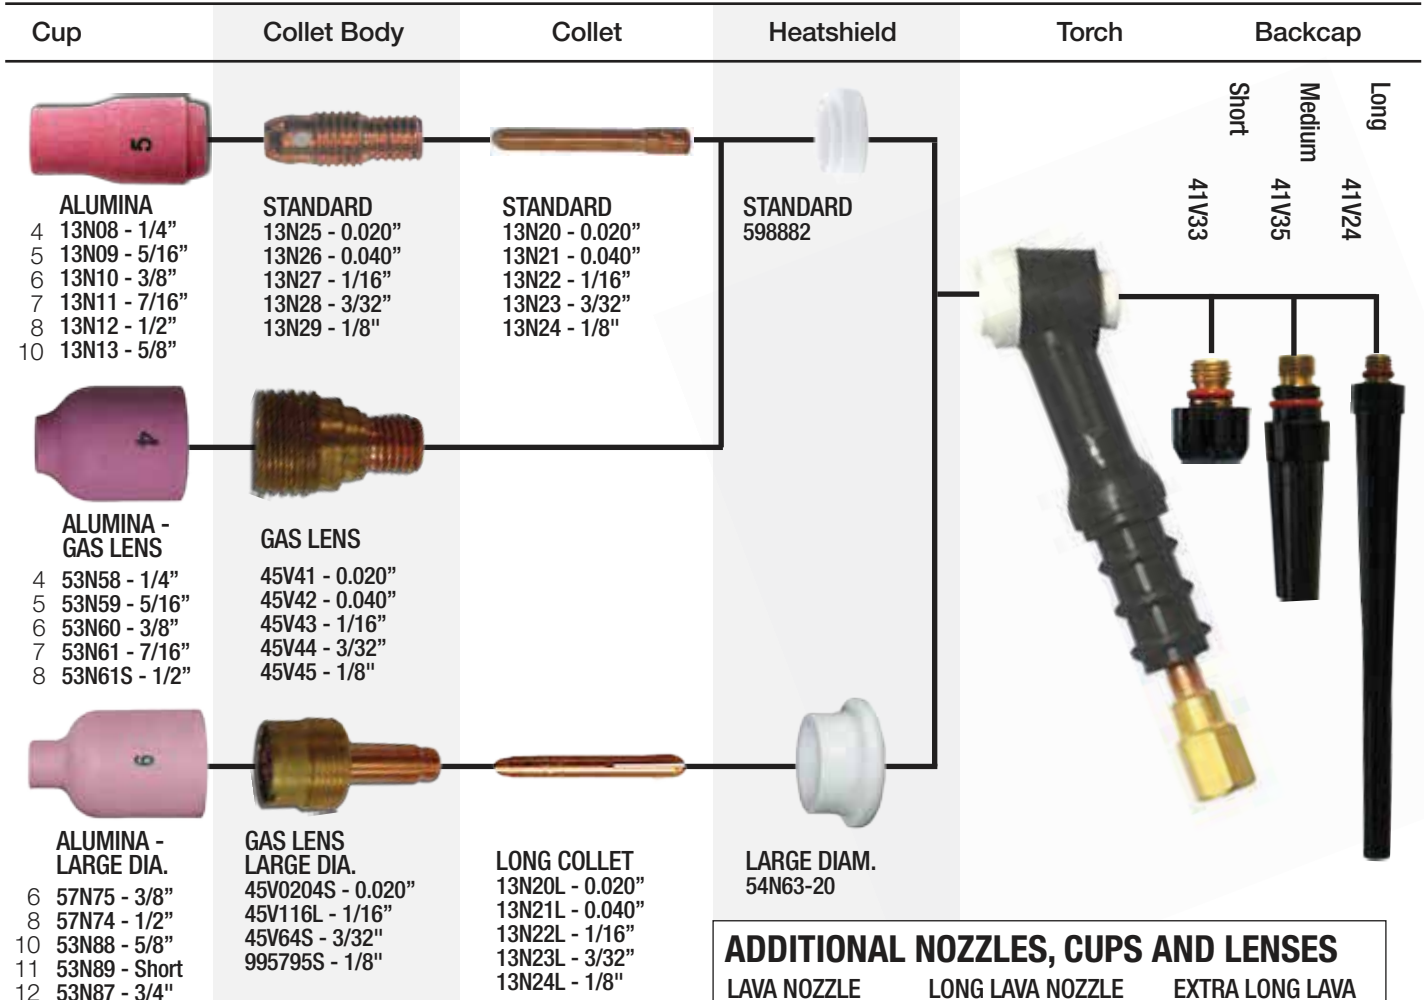 Cup Collet Body Collet Heatshield Torch Backcap
Short
Medium
Long
41V33
41V35
41V24
5
ALUMINA
4 13N08 - 1/4”
5 13N09 - 5/16”
6 13N10 - 3/8”
7 13N11 - 7/16”
8 13N12 - 1/2”
10 13N13 - 5/8”
STANDARD
13N25 - 0.020”
13N26 - 0.040”
13N27 - 1/16”
13N28 - 3/32”
13N29 - 1/8"
STANDARD
13N20 - 0.020”
13N21 - 0.040”
13N22 - 1/16”
13N23 - 3/32”
13N24 - 1/8"
STANDARD
598882
4
ALUMINA -
GAS LENS
4 53N58 - 1/4”
5 53N59 - 5/16”
6 53N60 - 3/8”
7 53N61 - 7/16”
8 53N61S - 1/2”
GAS LENS
45V41 - 0.020”
45V42 - 0.040”
45V43 - 1/16”
45V44 - 3/32”
45V45 - 1/8"
6
ALUMINA -
LARGE DIA.
6 57N75 - 3/8”
8 57N74 - 1/2”
10 53N88 - 5/8”
11 53N89 - Short
12 53N87 - 3/4"
GAS LENS
LARGE DIA.
45V0204S - 0.020”
45V116L - 1/16”
45V64S - 3/32"
995795S - 1/8"
LONG COLLET
13N20L - 0.020”
13N21L - 0.040”
13N22L - 1/16”
13N23L - 3/32”
13N24L - 1/8"
LARGE DIAM.
54N63-20
ADDITIONAL NOZZLES, CUPS AND LENSES
LAVA NOZZLE LONG LAVA NOZZLE EXTRA LONG LAVA